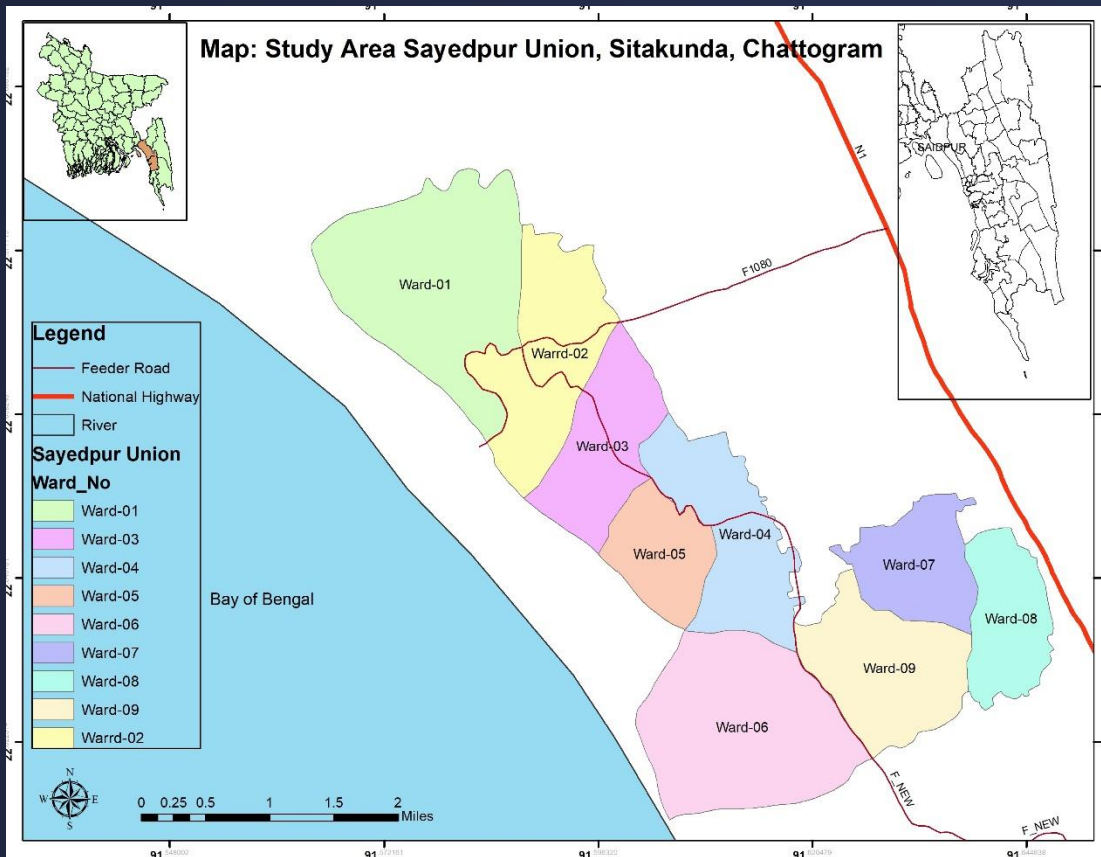 Map: Study Area Sayedpur Union, Sitakunda, Chattogram
SAIDPUR
N1
F1080
Ward-01
Warrd-02
Ward-03
Ward-04
Ward-05
Ward-07
Ward-08
Ward-09
Ward-06
F_NEW
F_NEW
Bay of Bengal
Legend
Feeder Road
National Highway
River
Sayedpur Union
Ward_No
Ward-01
Ward-03
Ward-04
Ward-05
Ward-06
Ward-07
Ward-08
Ward-09
Warrd-02
N
W E
S
0 0.25 0.5 1 1.5 2
Miles